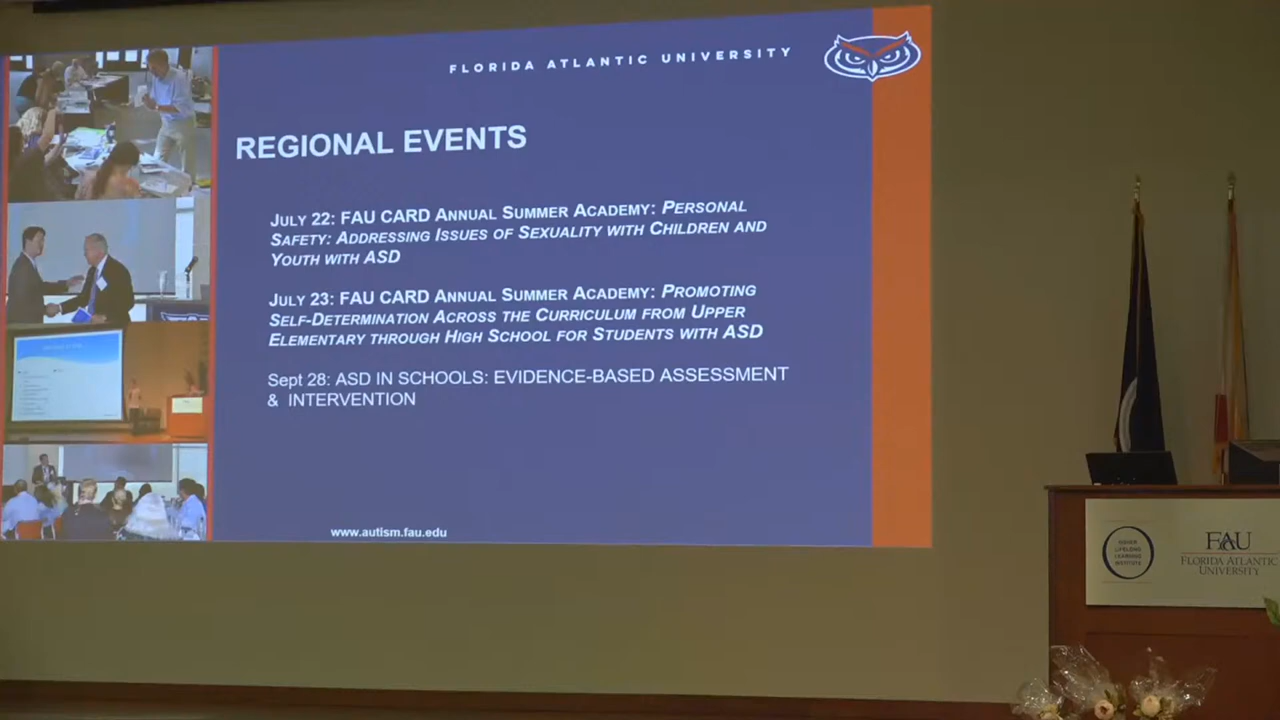 FLORIDA ATLANTIC UNIVERSITY
REGIONAL EVENTS
JULY 22: FAU CARD ANNUAL SUMMER ACADEMY: PERSONAL
SAFETY: ADDRESSING ISSUES OF SEXUALITY WITH CHILDREN AND
YOUTH WITH ASD
JULY 23: FAU CARD ANNUAL SUMMER ACADEMY: PROMOTING
SELF-DETERMINATION ACROSS THE CURRICULUM FROM UPPER
ELEMENTARY THROUGH HIGH SCHOOL FOR STUDENTS WITH ASD
Sept 28: ASD IN SCHOOLS: EVIDENCE-BASED ASSESSMENT
& INTERVENTION
www.autism.fau.edu
LIFELONG
LEARNING
INSTITUTE
FAU
FLORIDA ATLANTIC
UNIVERSITY